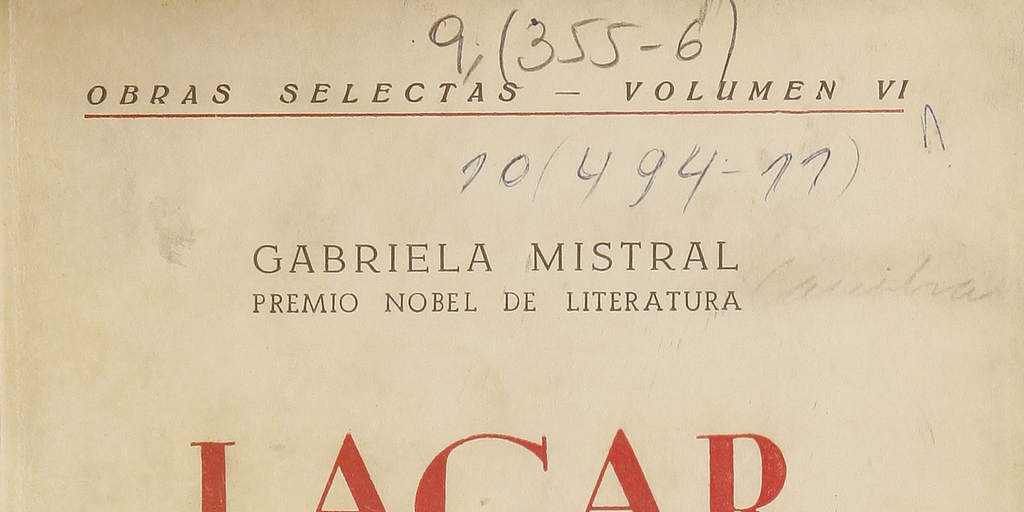 9,(355-6)
OBRAS SELECTAS — VOLUMEN VI
10(494-11)
GABRIELA MISTRAL
PREMIO NOBEL DE LITERATURA
LAGAR